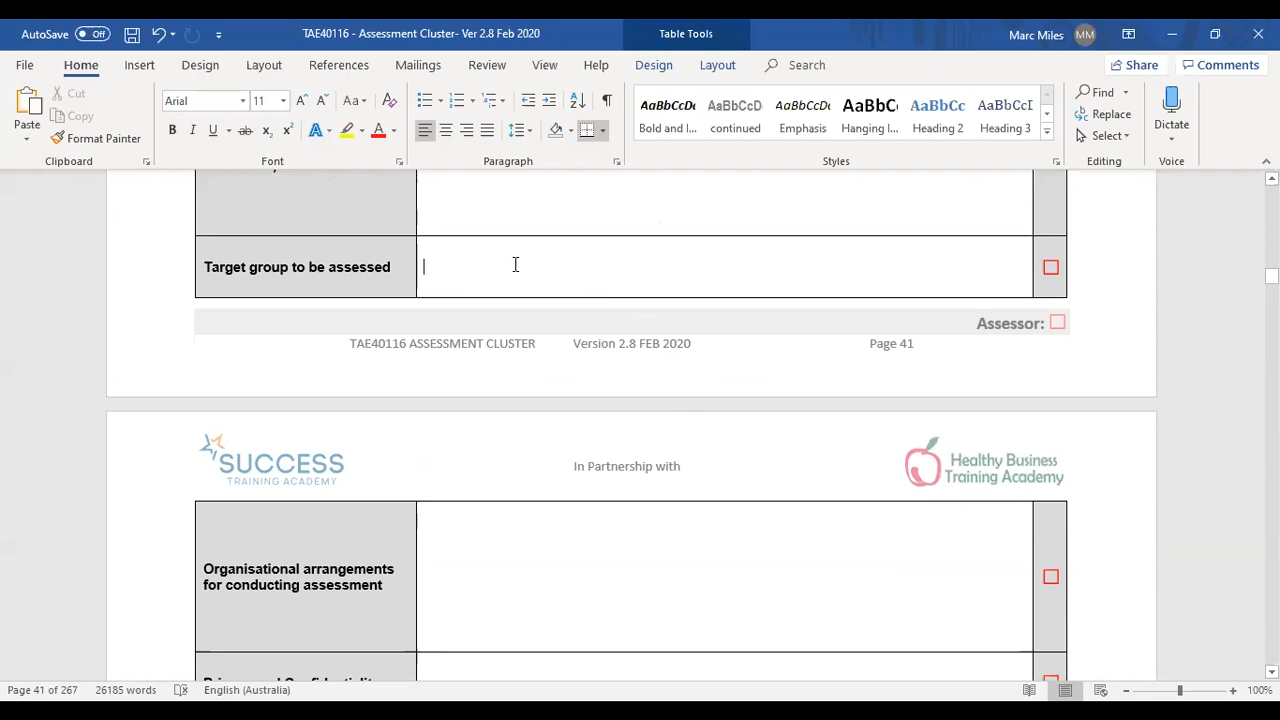 AutoSave Off
TAE40116 - Assessment Cluster- Ver 2.8 Feb 2020
Table Tools
Marc Miles MM
File Home Insert Design Layout References Mailings Review View Help Design Layout Search Share Comments
Paste
Cut
Copy
Format Painter
Clipboard
Arial 11
Font
Paragraph
AaBbCcDc AaBbCcDc AaBbCcDc AaBbC AaBbCc AaBbCcI
Bold and I... continued Emphasis Hanging I... Heading 2 Heading 3
Styles
Find
Replace
Select
Editing
Dictate
Voice
Target group to be assessed
Assessor:
TAE40116 ASSESSMENT CLUSTER Version 2.8 FEB 2020 Page 41
SUCCESS
TRAINING ACADEMY
In Partnership with
Healthy Business
Training Academy
Organisational arrangements
for conducting assessment
Page 41 of 267 26185 words English (Australia) 100%